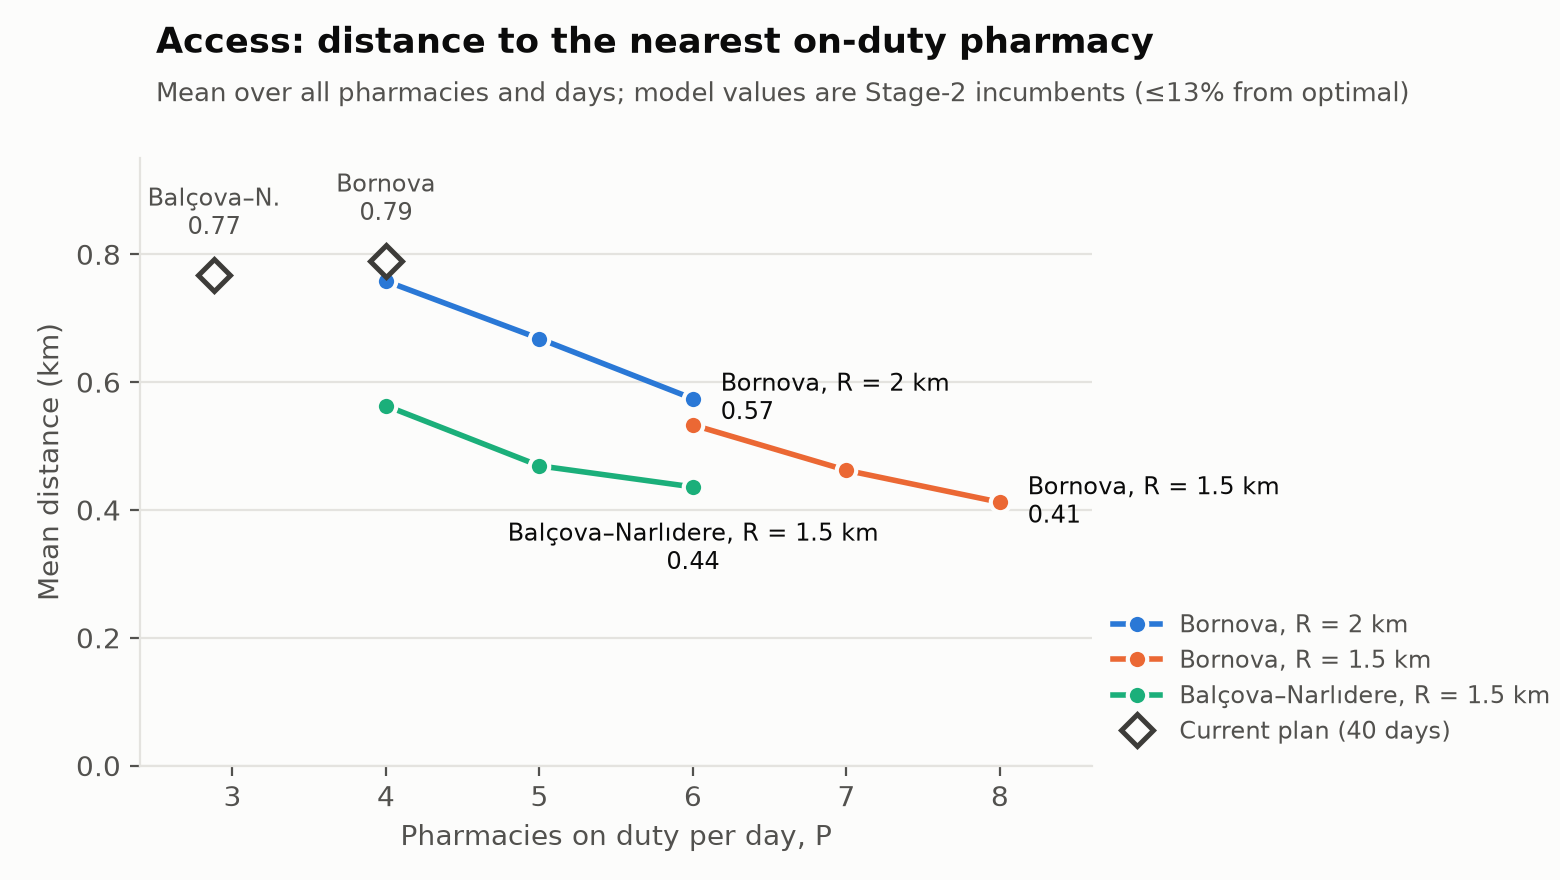 Access: distance to the nearest on-duty pharmacy
Mean over all pharmacies and days; model values are Stage-2 incumbents (≤13% from optimal)
Balçova–N.
0.77
Bornova
0.79
Mean distance (km)
0.8
0.6
0.4
0.2
0.0
Bornova, R = 2 km
0.57
Bornova, R = 1.5 km
0.41
Balçova–Narlıdere, R = 1.5 km
0.44
3
4
5
6
7
8
Pharmacies on duty per day, P
Bornova, R = 2 km
Bornova, R = 1.5 km
Balçova–Narlıdere, R = 1.5 km
Current plan (40 days)